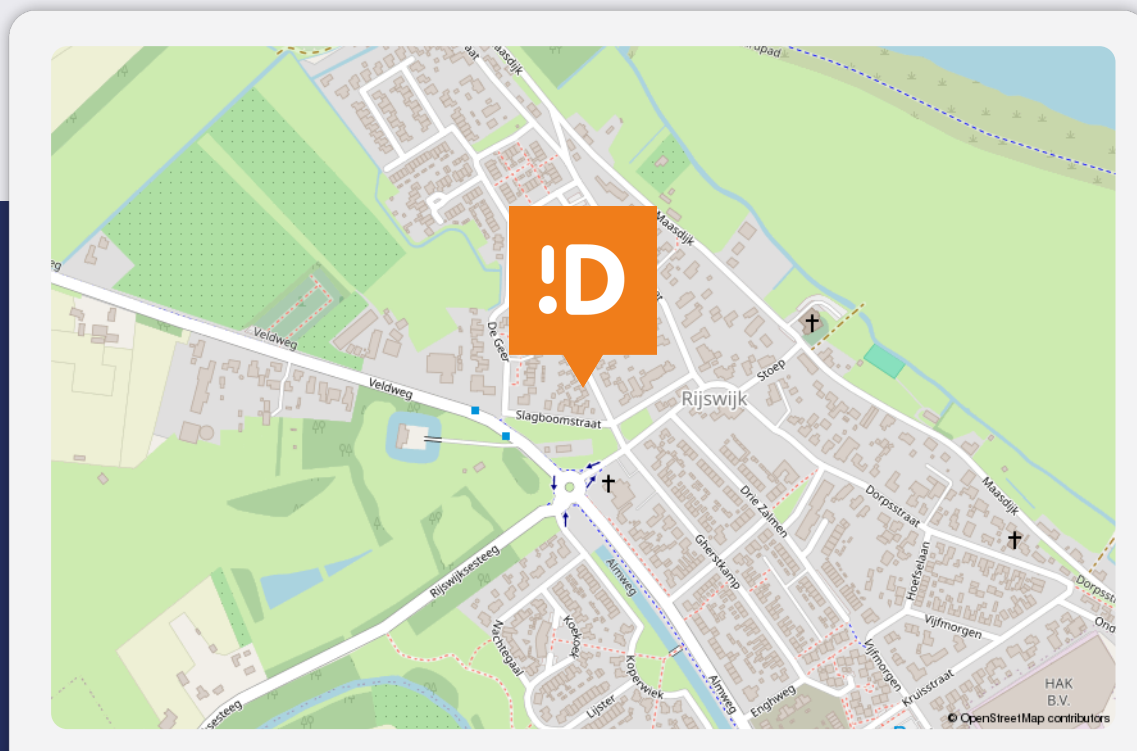 Maasdijk
!D
De Geer
Veldweg
Veldweg
Slagboomstraat
Stoep
Rijswijk
Drie Zalmen
Dorpsstraat
Maasdijk
Gherstkamp
Rijswijksesteeg
Almweg
Hoefselaan
Vijfmorgen
Nachtegaal
Koekoek
Koperwiek
Lijster
Almweg
Enghweg
Vijfmorgen
Kruisstraat
HAK
B.V.
© OpenStreetMap contributors